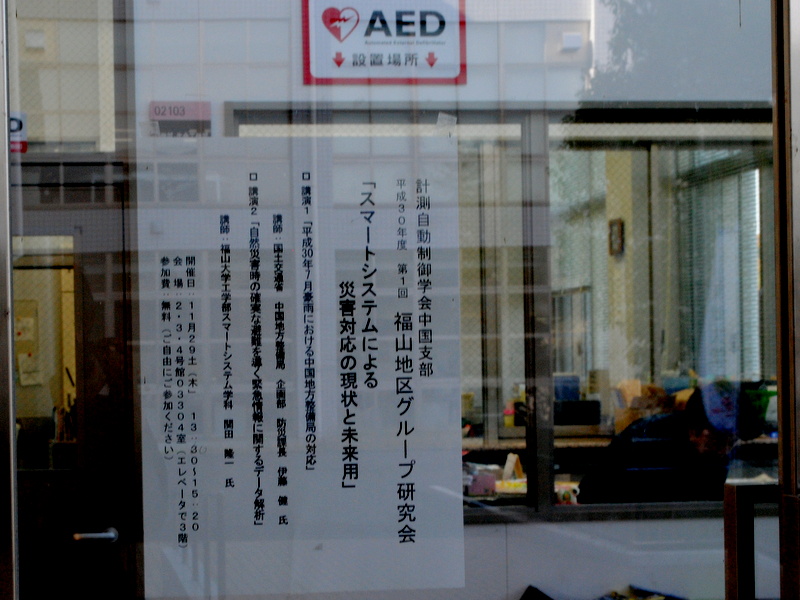 AED
設置場所
02103
計測自動制御学会中国支部
平成30年度 第1回 福山地区グループ研究会
「スマートシステムによる
災害対応の現状と未来用」
□ 講演1「平成30年7月豪雨における中国地方整備局の対応」
講師:国土交通省 中国地方整備局 企画部 防災課長 伊藤 健 氏
□ 講演2「自然災害時の確実な避難を導く緊急情報に関するデータ解析」
講師:福山大学工学部スマートシステム学科 関田 隆一 氏
開催日:11月29土(木) 13:30~15:20
会 場:2・3・4号館03304室(エレベータで3階)
参加費:無料(ご自由にご参加ください)